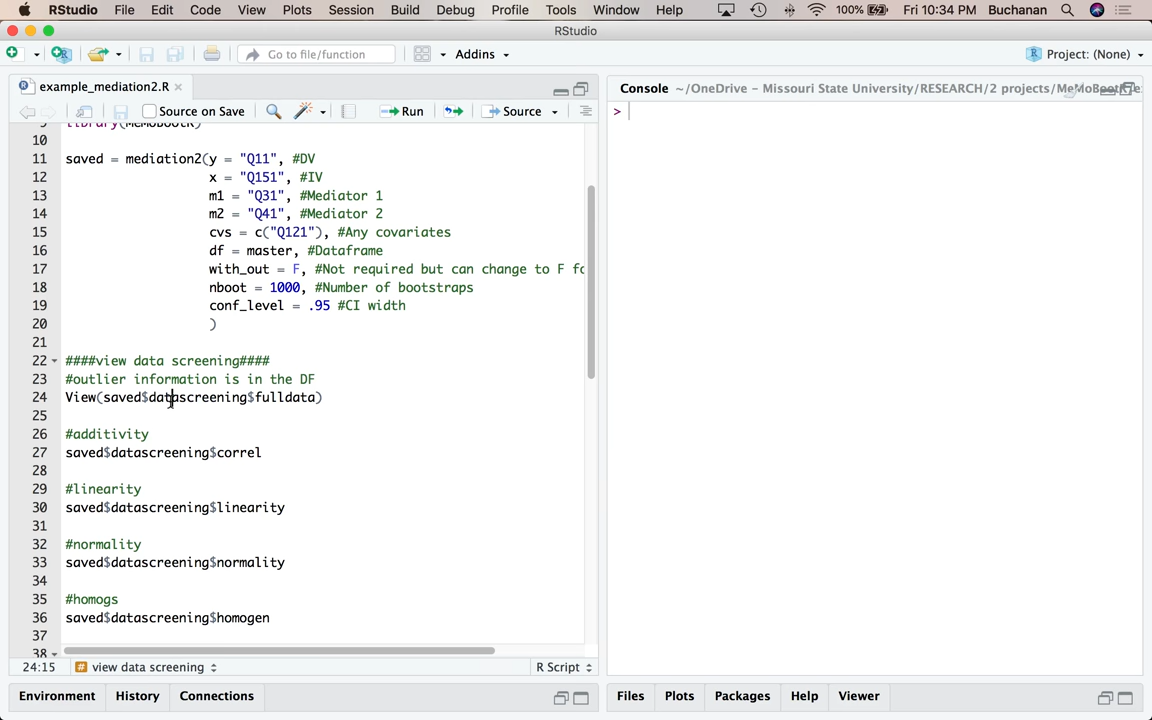 RStudio File Edit Code View Plots Session Build Debug Profile Tools Window Help 100% Fri 10:34 PM Buchanan
RStudio
Go to file/function Addins Project: (None)
example_mediation2.R
Source on Save Run Source
9 library(MeMoBootR)
10
11 saved = mediation2(y = "Q11", #DV
12 x = "Q151", #IV
13 m1 = "Q31", #Mediator 1
14 m2 = "Q41", #Mediator 2
15 cvs = c("Q121"), #Any covariates
16 df = master, #Dataframe
17 with_out = F, #Not required but can change to F fo
18 nboot = 1000, #Number of bootstraps
19 conf_level = .95 #CI width
20 )
21
22 ####view data screening####
23 #outlier information is in the DF
24 View(saved$datascreening$fulldata)
25
26 #additivity
27 saved$datascreening$correl
28
29 #linearity
30 saved$datascreening$linearity
31
32 #normality
33 saved$datascreening$normality
34
35 #homogs
36 saved$datascreening$homogen
37
38
24:15 # view data screening R Script
Environment History Connections
Console ~/OneDrive - Missouri State University/RESEARCH/2 projects/MeMoBoot
>
Files Plots Packages Help Viewer